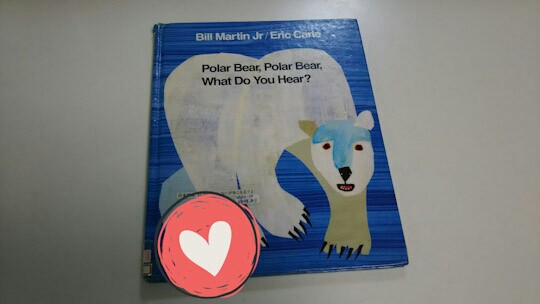 Bill Martin Jr / Eric Carle
Polar Bear, Polar Bear,
What Do You Hear?